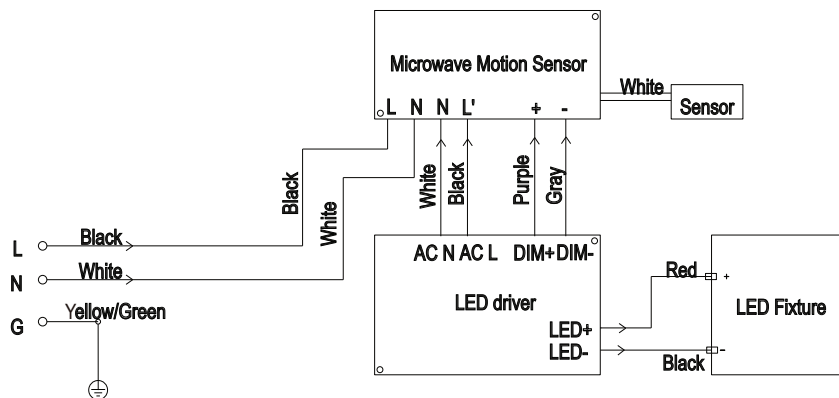 Microwave Motion Sensor
White
Sensor
L N N L' + -
Black
White
White
Black
Purple
Gray
L
Black
N
White
G
Yellow/Green
AC N AC L DIM+ DIM-
LED driver
LED+
LED-
Red
Black
+
-
LED Fixture